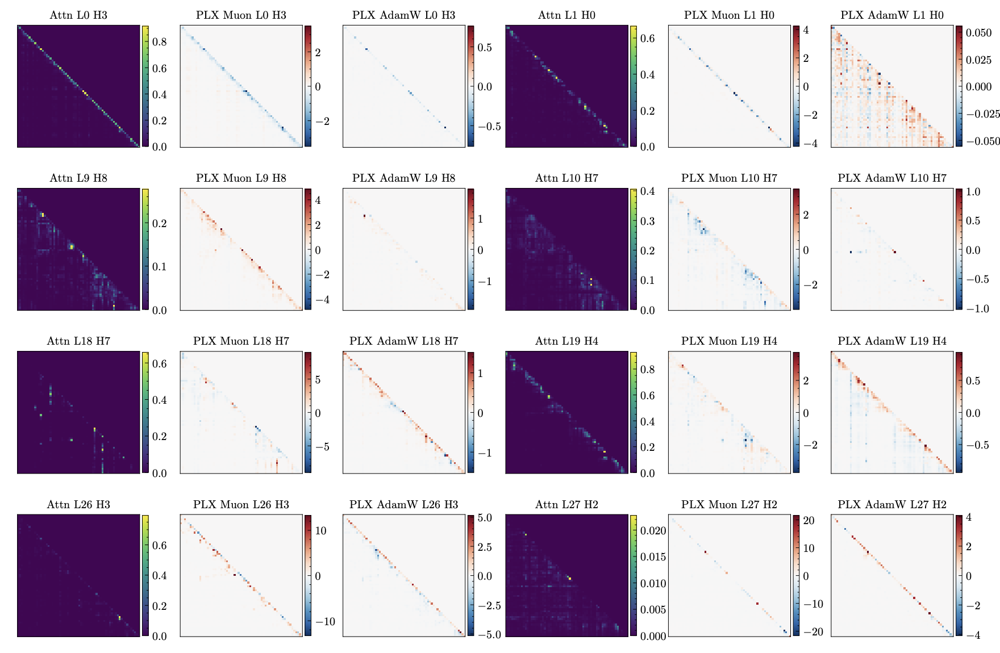 Attn L0 H3 PLX Muon L0 H3 PLX AdamW L0 H3 Attn L1 H0 PLX Muon L1 H0 PLX AdamW L1 H0
0.8 0.6 0.4 0.2 0.0
2 0 −2
0.5 0.0 −0.5
0.6 0.4 0.2 0.0
4 2 0 −2 −4
0.050 0.025 0.000 −0.025 −0.050
Attn L9 H8 PLX Muon L9 H8 PLX AdamW L9 H8 Attn L10 H7 PLX Muon L10 H7 PLX AdamW L10 H7
0.2 0.1 0.0
4 2 0 −2 −4
1 0 −1
0.4 0.3 0.2 0.1 0.0
2 0 −2
1.0 0.5 0.0 −0.5 −1.0
Attn L18 H7 PLX Muon L18 H7 PLX AdamW L18 H7 Attn L19 H4 PLX Muon L19 H4 PLX AdamW L19 H4
0.6 0.4 0.2 0.0
5 0 −5
1 0 −1
0.8 0.6 0.4 0.2 0.0
2 0 −2
0.5 0.0 −0.5
Attn L26 H3 PLX Muon L26 H3 PLX AdamW L26 H3 Attn L27 H2 PLX Muon L27 H2 PLX AdamW L27 H2
0.6 0.4 0.2 0.0
10 0 −10
5.0 2.5 0.0 −2.5 −5.0
0.020 0.015 0.010 0.005 0.000
20 10 0 −10 −20
4 2 0 −2 −4